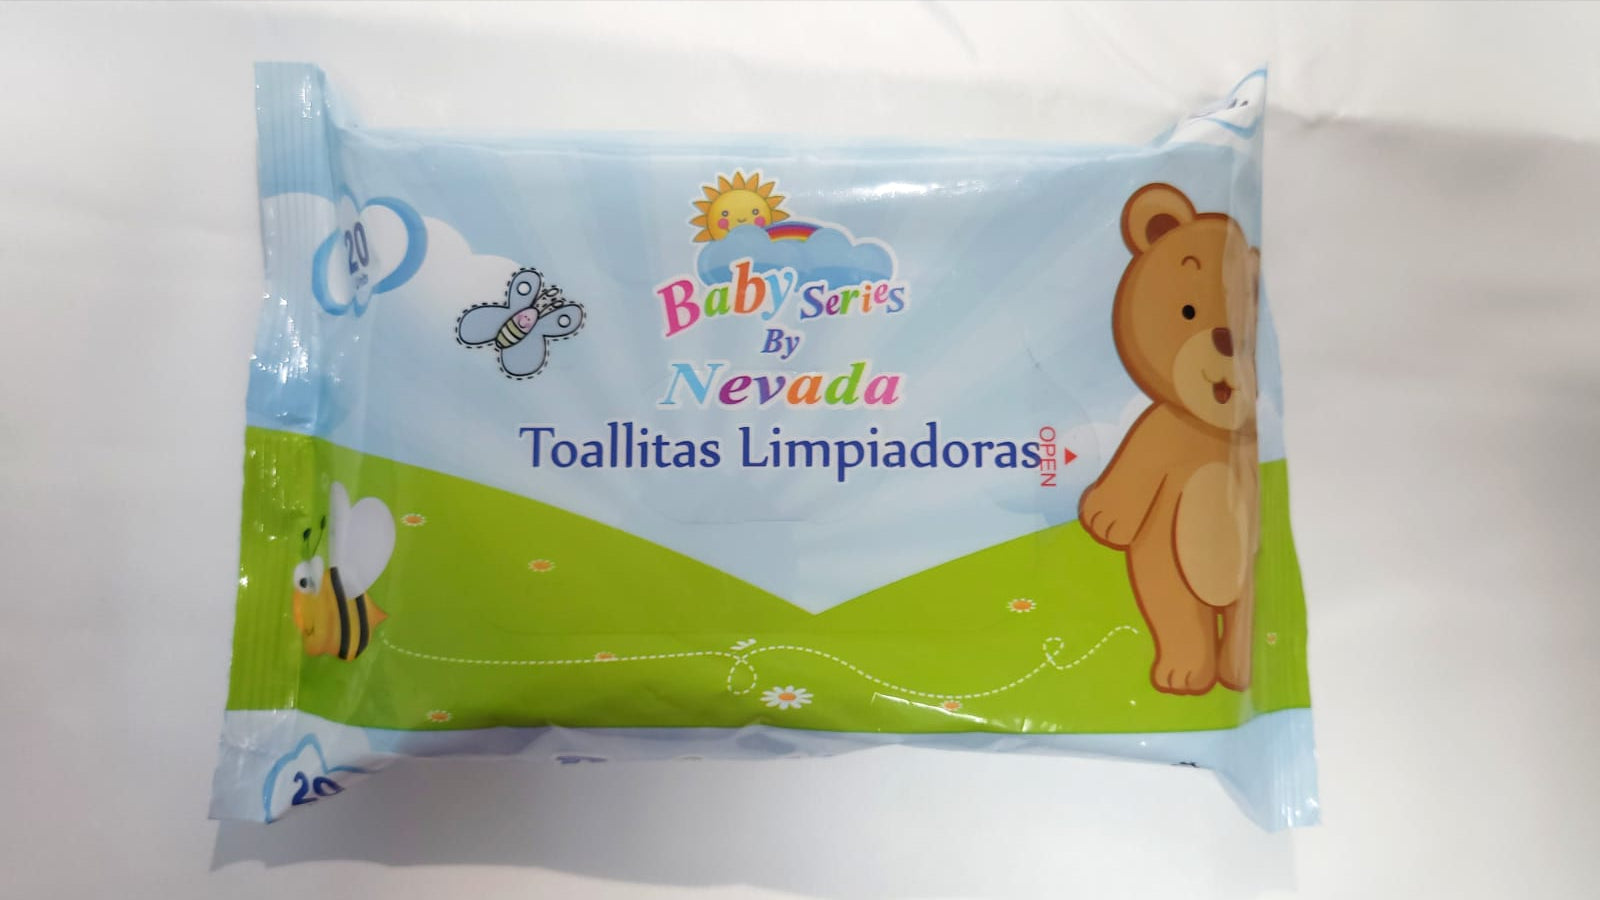 20
Baby Series
By
Nevada
Toallitas Limpiadoras
OPEN
20